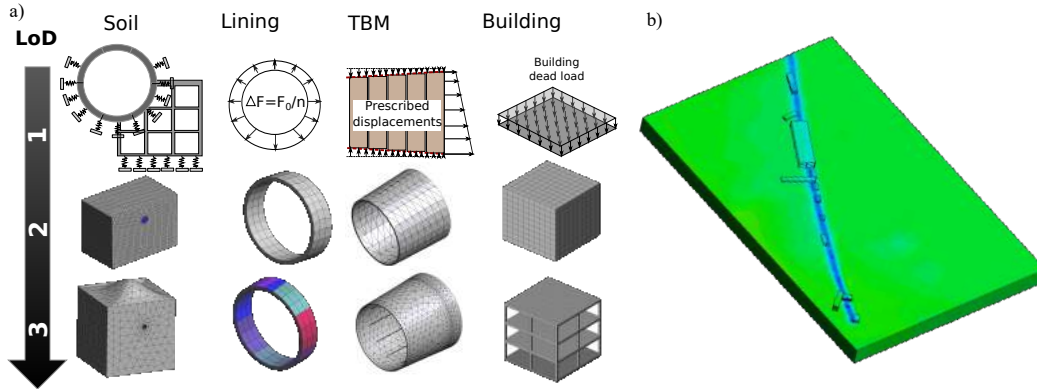 a)
b)
LoD
Soil
Lining
TBM
Building
1
ΔF=F₀/n
Prescribed
displacements
Building
dead load
2
3